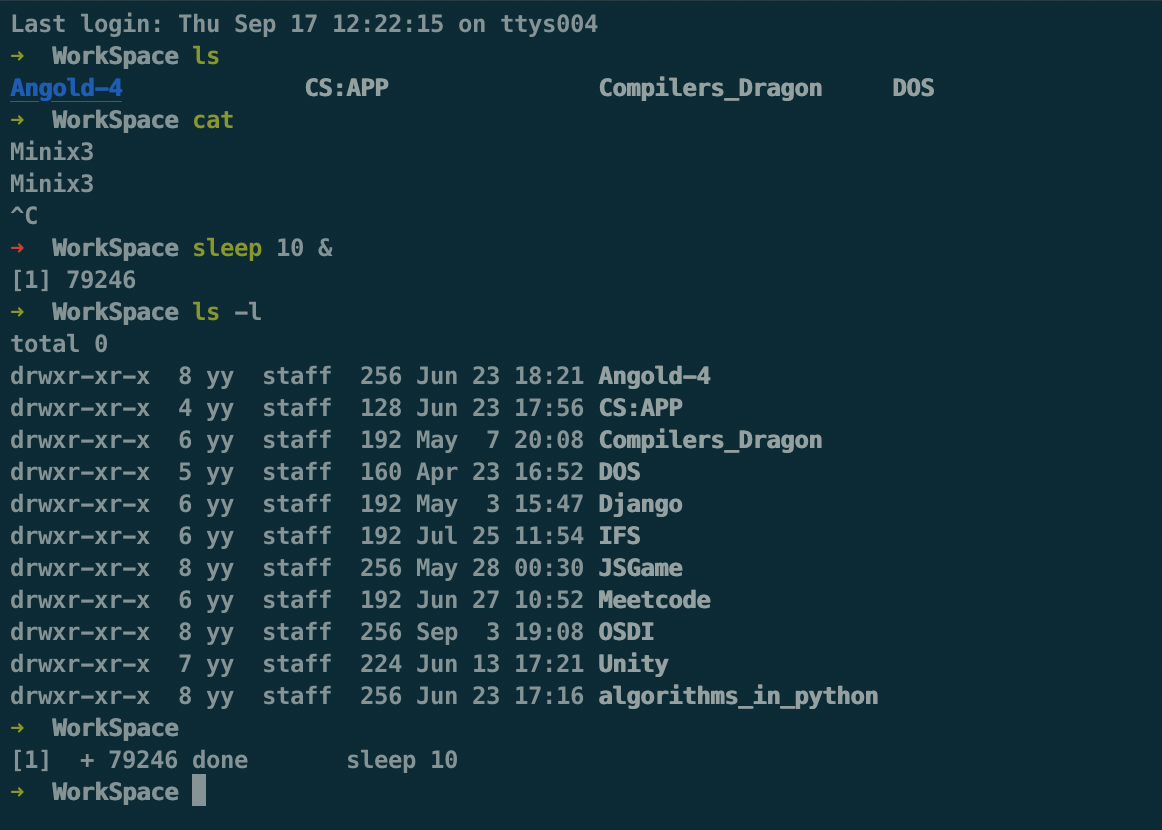 Last login: Thu Sep 17 12:22:15 on ttys004
→  WorkSpace ls
Angold-4             CS:APP               Compilers_Dragon     DOS
→  WorkSpace cat
Minix3
Minix3
^C
→  WorkSpace sleep 10 &
[1] 79246
→  WorkSpace ls -l
total 0
drwxr-xr-x  8 yy  staff  256 Jun 23 18:21 Angold-4
drwxr-xr-x  4 yy  staff  128 Jun 23 17:56 CS:APP
drwxr-xr-x  6 yy  staff  192 May  7 20:08 Compilers_Dragon
drwxr-xr-x  5 yy  staff  160 Apr 23 16:52 DOS
drwxr-xr-x  6 yy  staff  192 May  3 15:47 Django
drwxr-xr-x  6 yy  staff  192 Jul 25 11:54 IFS
drwxr-xr-x  8 yy  staff  256 May 28 00:30 JSGame
drwxr-xr-x  6 yy  staff  192 Jun 27 10:52 Meetcode
drwxr-xr-x  8 yy  staff  256 Sep  3 19:08 OSDI
drwxr-xr-x  7 yy  staff  224 Jun 13 17:21 Unity
drwxr-xr-x  8 yy  staff  256 Jun 23 17:16 algorithms_in_python
→  WorkSpace
[1]  + 79246 done       sleep 10
→  WorkSpace